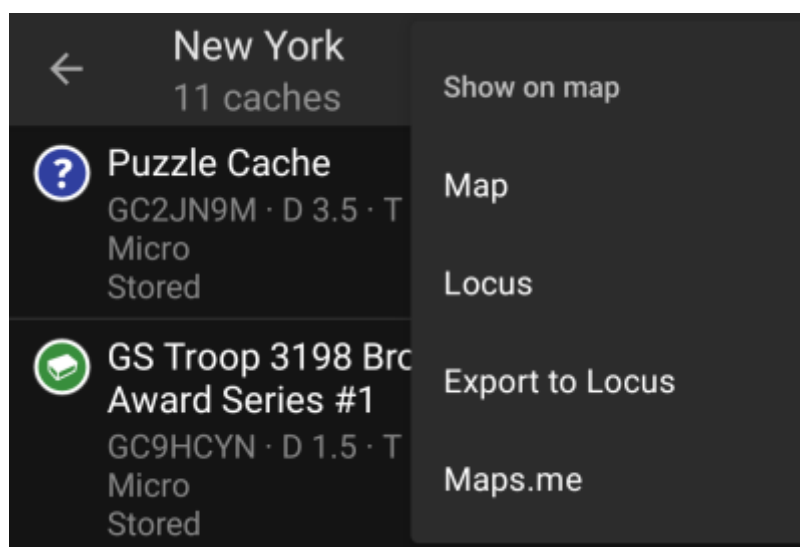 New York
11 caches
Puzzle Cache
GC2JN9M · D 3.5 · T
Micro
Stored
GS Troop 3198 Bro
Award Series #1
GC9HCYN · D 1.5 · T
Micro
Stored
Show on map
Map
Locus
Export to Locus
Maps.me